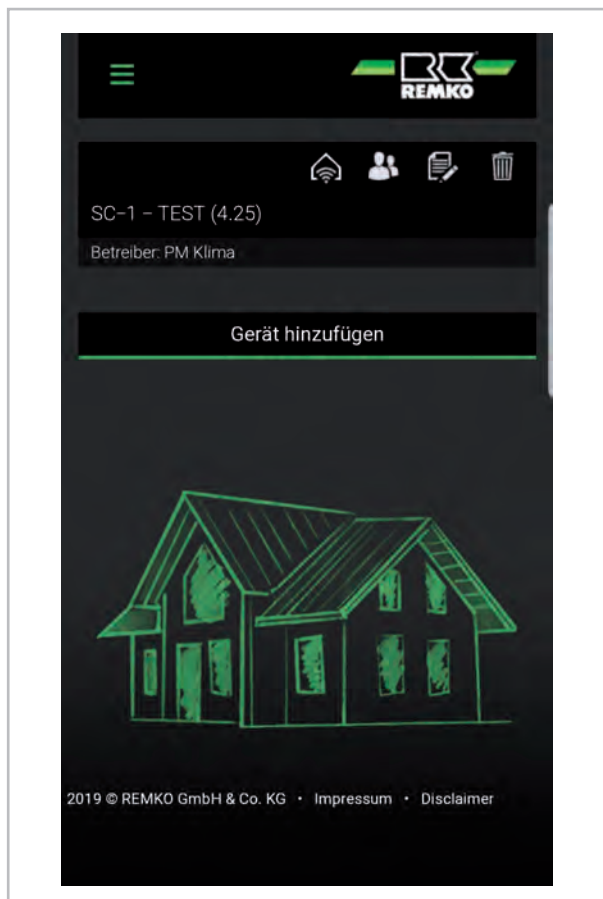 REMKO
SC-1 – TEST (4.25)
Betreiber: PM Klima
Gerät hinzufügen
2019 © REMKO GmbH & Co. KG • Impressum • Disclaimer